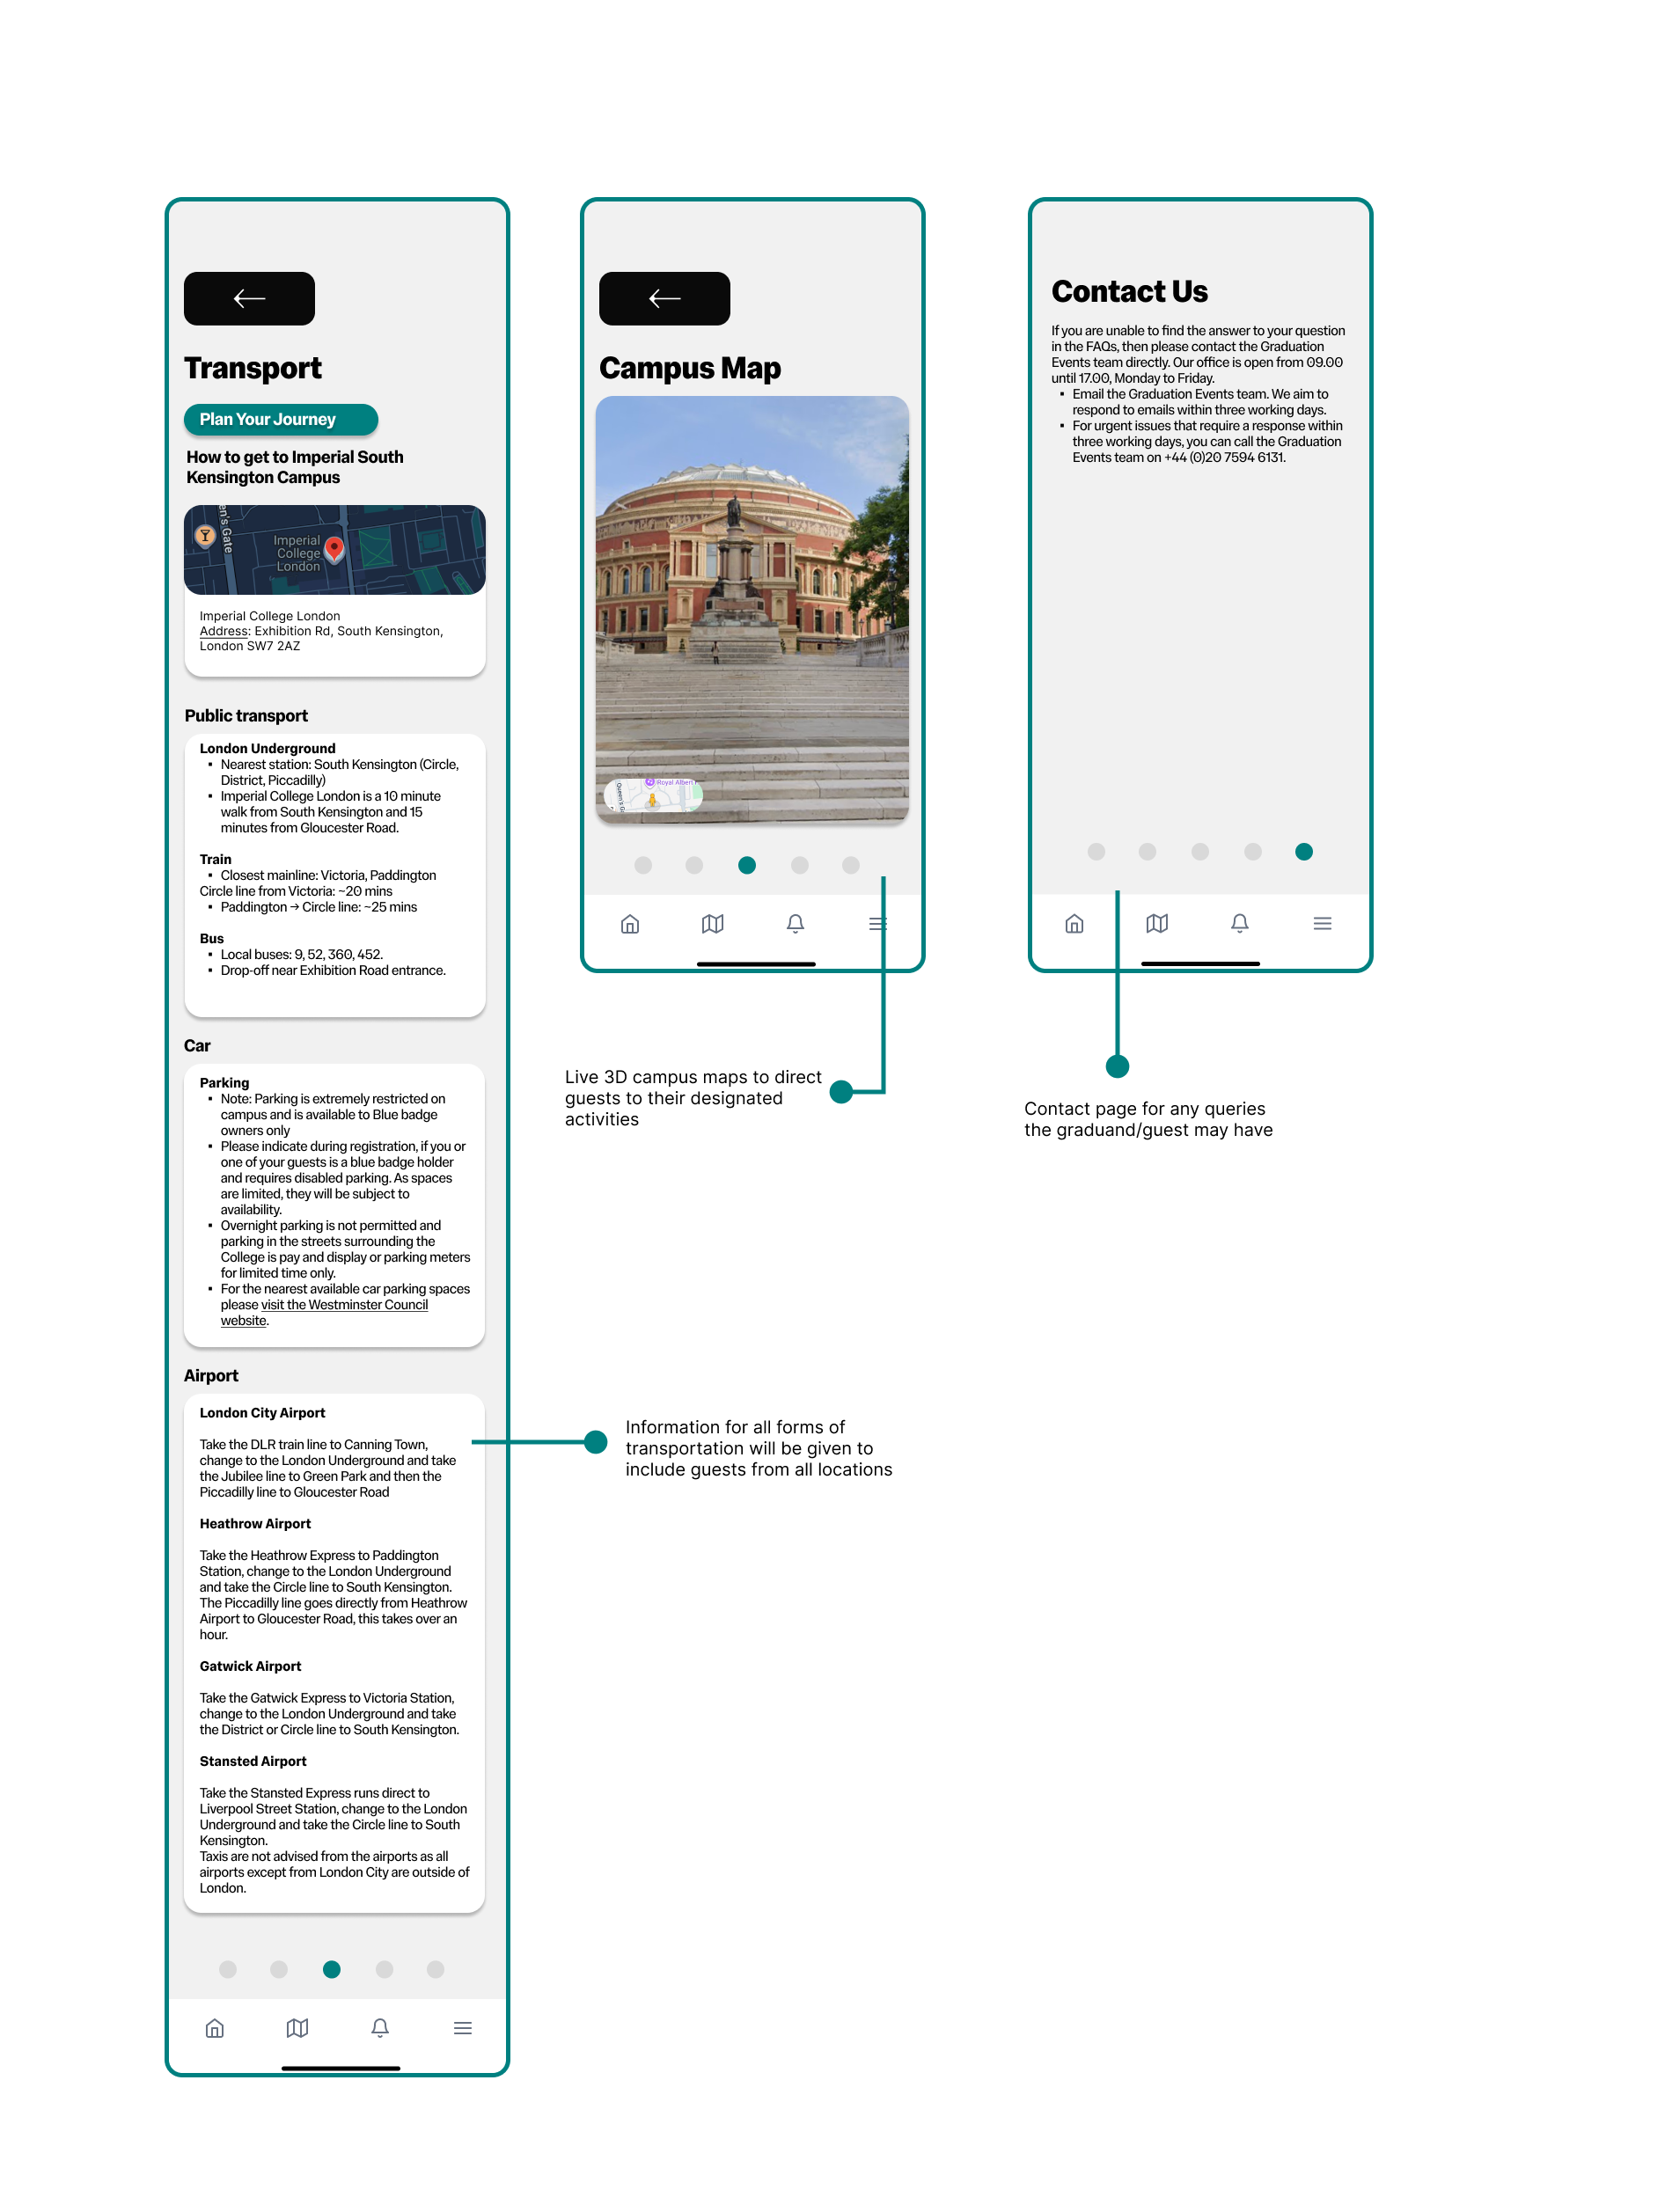 Transport
Plan Your Journey
How to get to Imperial South
Kensington Campus
en's Gate
Imperial
College
London
Imperial College London
Address: Exhibition Rd, South Kensington,
London SW7 2AZ
Public transport
London Underground
▪ Nearest station: South Kensington (Circle,
District, Piccadilly)
▪ Imperial College London is a 10 minute
walk from South Kensington and 15
minutes from Gloucester Road.
Train
▪ Closest mainline: Victoria, Paddington
Circle line from Victoria: ~20 mins
▪ Paddington → Circle line: ~25 mins
Bus
▪ Local buses: 9, 52, 360, 452.
▪ Drop-off near Exhibition Road entrance.
Car
Parking
▪ Note: Parking is extremely restricted on
campus and is available to Blue badge
owners only
▪ Please indicate during registration, if you or
one of your guests is a blue badge holder
and requires disabled parking. As spaces
are limited, they will be subject to
availability.
▪ Overnight parking is not permitted and
parking in the streets surrounding the
College is pay and display or parking meters
for limited time only.
▪ For the nearest available car parking spaces
please visit the Westminster Council
website.
Airport
London City Airport
Take the DLR train line to Canning Town,
change to the London Underground and take
the Jubilee line to Green Park and then the
Piccadilly line to Gloucester Road
Heathrow Airport
Take the Heathrow Express to Paddington
Station, change to the London Underground
and take the Circle line to South Kensington.
The Piccadilly line goes directly from Heathrow
Airport to Gloucester Road, this takes over an
hour.
Gatwick Airport
Take the Gatwick Express to Victoria Station,
change to the London Underground and take
the District or Circle line to South Kensington.
Stansted Airport
Take the Stansted Express runs direct to
Liverpool Street Station, change to the London
Underground and take the Circle line to South
Kensington.
Taxis are not advised from the airports as all
airports except from London City are outside of
London.
Campus Map
Royal Albert
Queen's G
Live 3D campus maps to direct
guests to their designated
activities
Information for all forms of
transportation will be given to
include guests from all locations
Contact Us
If you are unable to find the answer to your question
in the FAQs, then please contact the Graduation
Events team directly. Our office is open from 09.00
until 17.00, Monday to Friday.
▪ Email the Graduation Events team. We aim to
respond to emails within three working days.
▪ For urgent issues that require a response within
three working days, you can call the Graduation
Events team on +44 (0)20 7594 6131.
Contact page for any queries
the graduand/guest may have